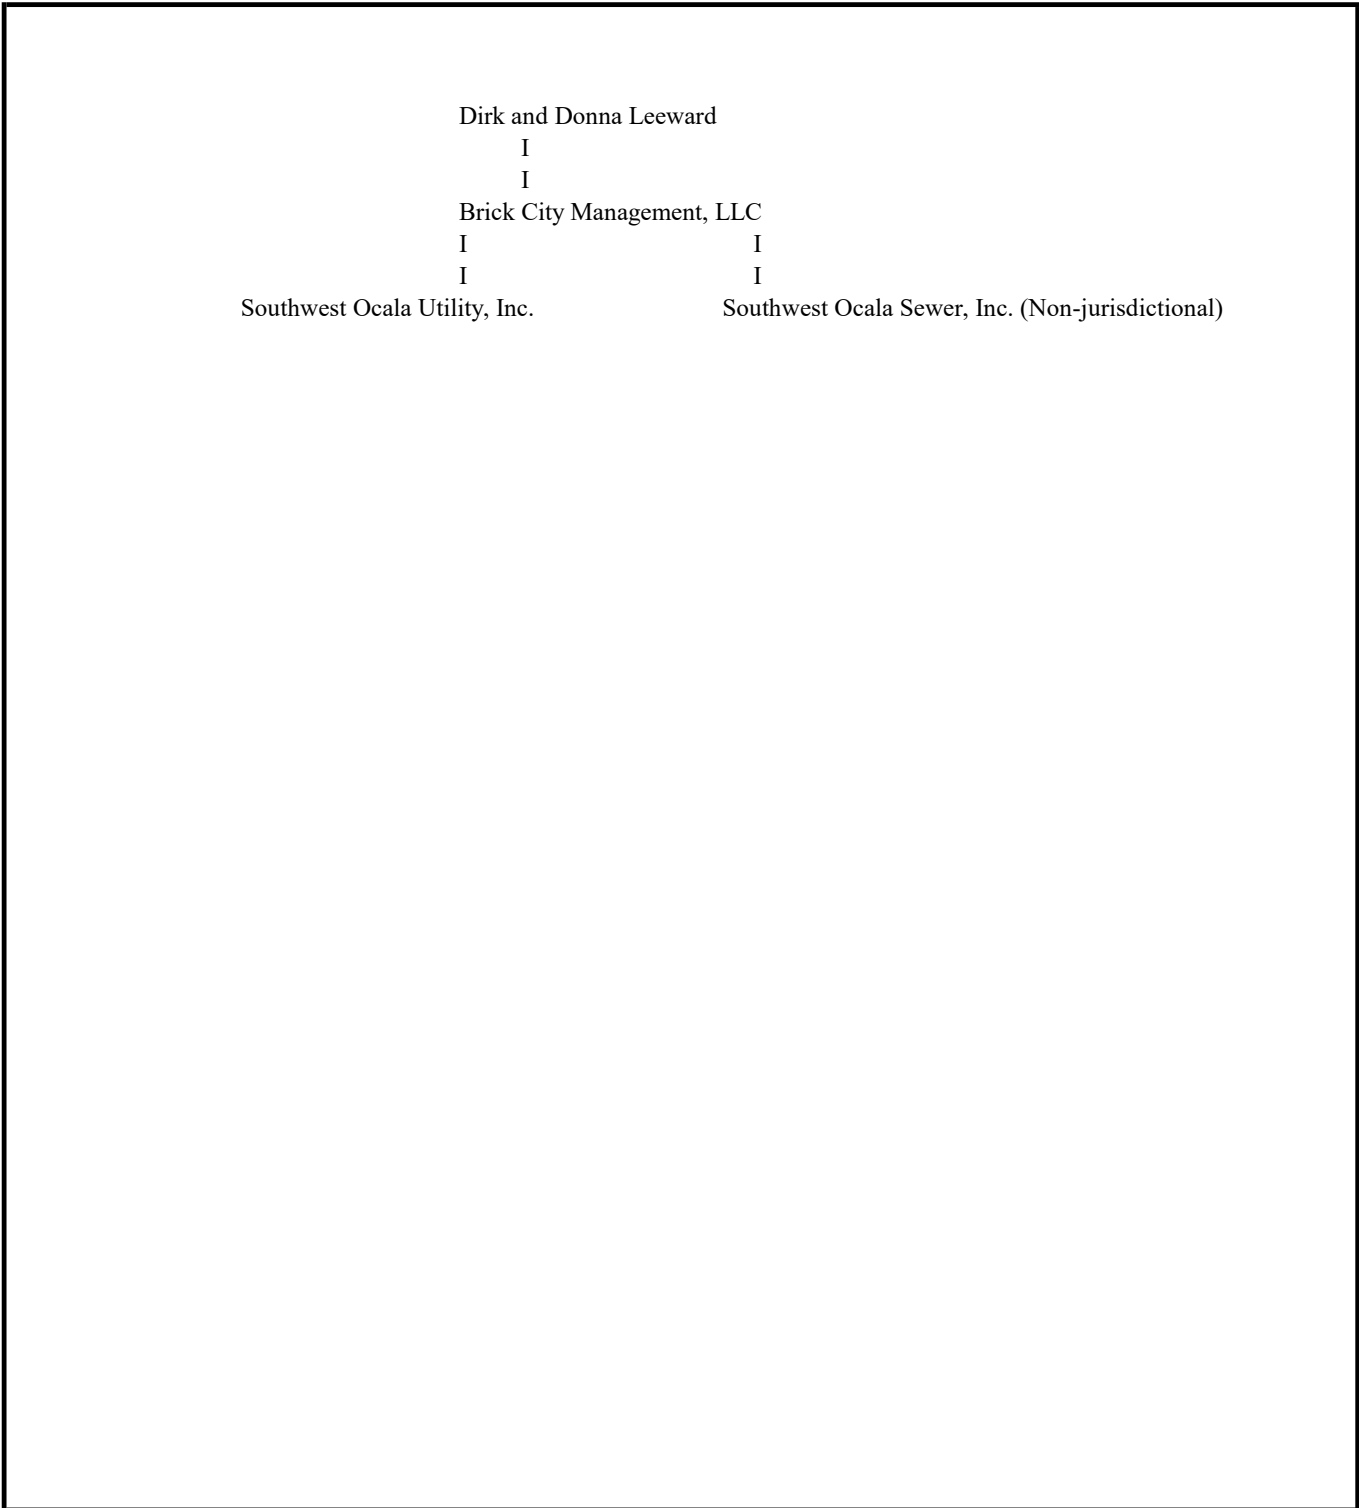 Dirk and Donna Leeward
I
I
Brick City Management, LLC
I I
I I
Southwest Ocala Utility, Inc. Southwest Ocala Sewer, Inc. (Non-jurisdictional)